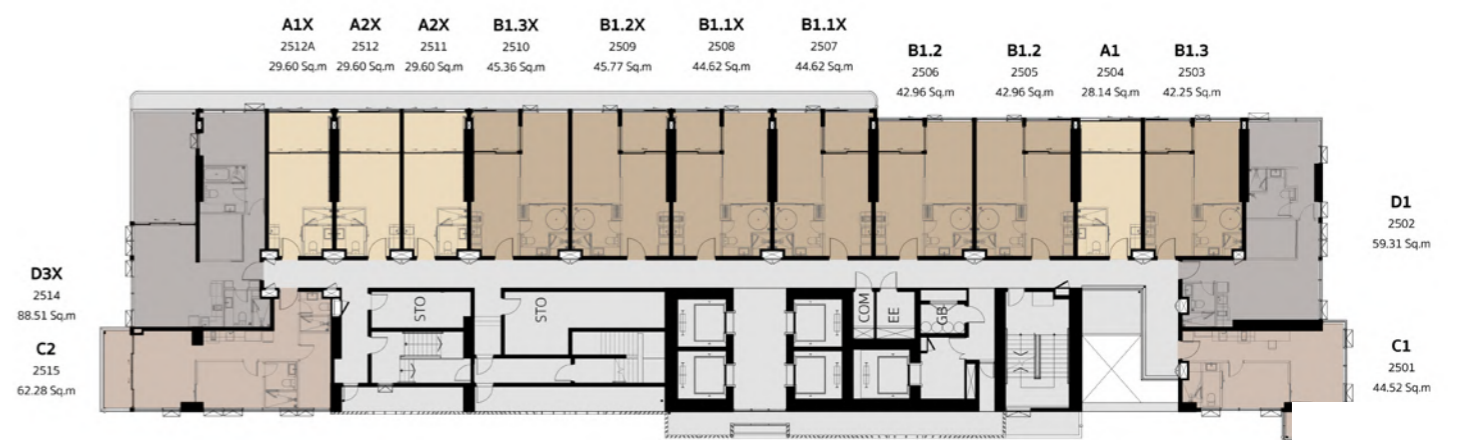 A1X
2512A
29.60 Sq.m
A2X
2512
29.60 Sq.m
A2X
2511
29.60 Sq.m
B1.3X
2510
45.36 Sq.m
B1.2X
2509
45.77 Sq.m
B1.1X
2508
44.62 Sq.m
B1.1X
2507
44.62 Sq.m
B1.2
2506
42.96 Sq.m
B1.2
2505
42.96 Sq.m
A1
2504
28.14 Sq.m
B1.3
2503
42.25 Sq.m
D1
2502
59.31 Sq.m
D3X
2514
88.51 Sq.m
C2
2515
62.28 Sq.m
STO
STO
COM
EE
GB
C1
2501
44.52 Sq.m